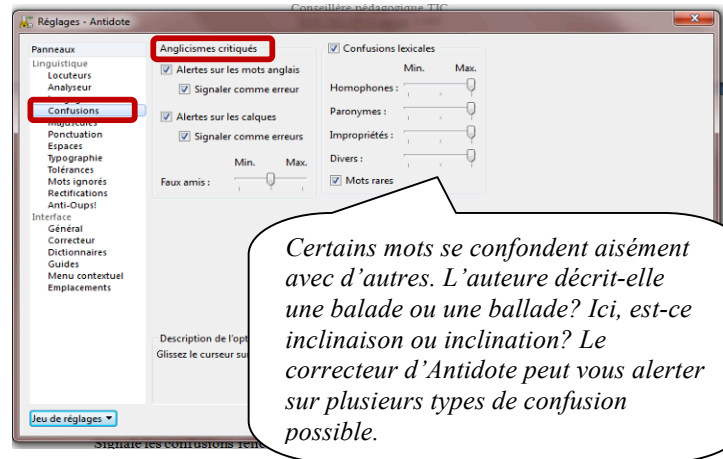 Conseillère pédagogique TIC
Réglages - Antidote
Panneaux
Linguistique
Locuteurs
Analyseur
Confusions
Majuscules
Ponctuation
Espaces
Typographie
Tolérances
Mots ignorés
Rectifications
Anti-Oups!
Interface
Général
Correcteur
Dictionnaires
Guides
Menu contextuel
Emplacements
Jeu de réglages
Anglicismes critiqués
Alertes sur les mots anglais
Signaler comme erreur
Alertes sur les calques
Signaler comme erreurs
Min. Max.
Faux amis :
Confusions lexicales
Min. Max.
Homophones :
Paronymes :
Impropriétés :
Divers :
Mots rares
Description de l'opt
Glissez le curseur su
Certains mots se confondent aisément
avec d'autres. L'auteure décrit-elle
une balade ou une ballade? Ici, est-ce
inclinaison ou inclination? Le
correcteur d'Antidote peut vous alerter
sur plusieurs types de confusion
possible.
Signale les confusions